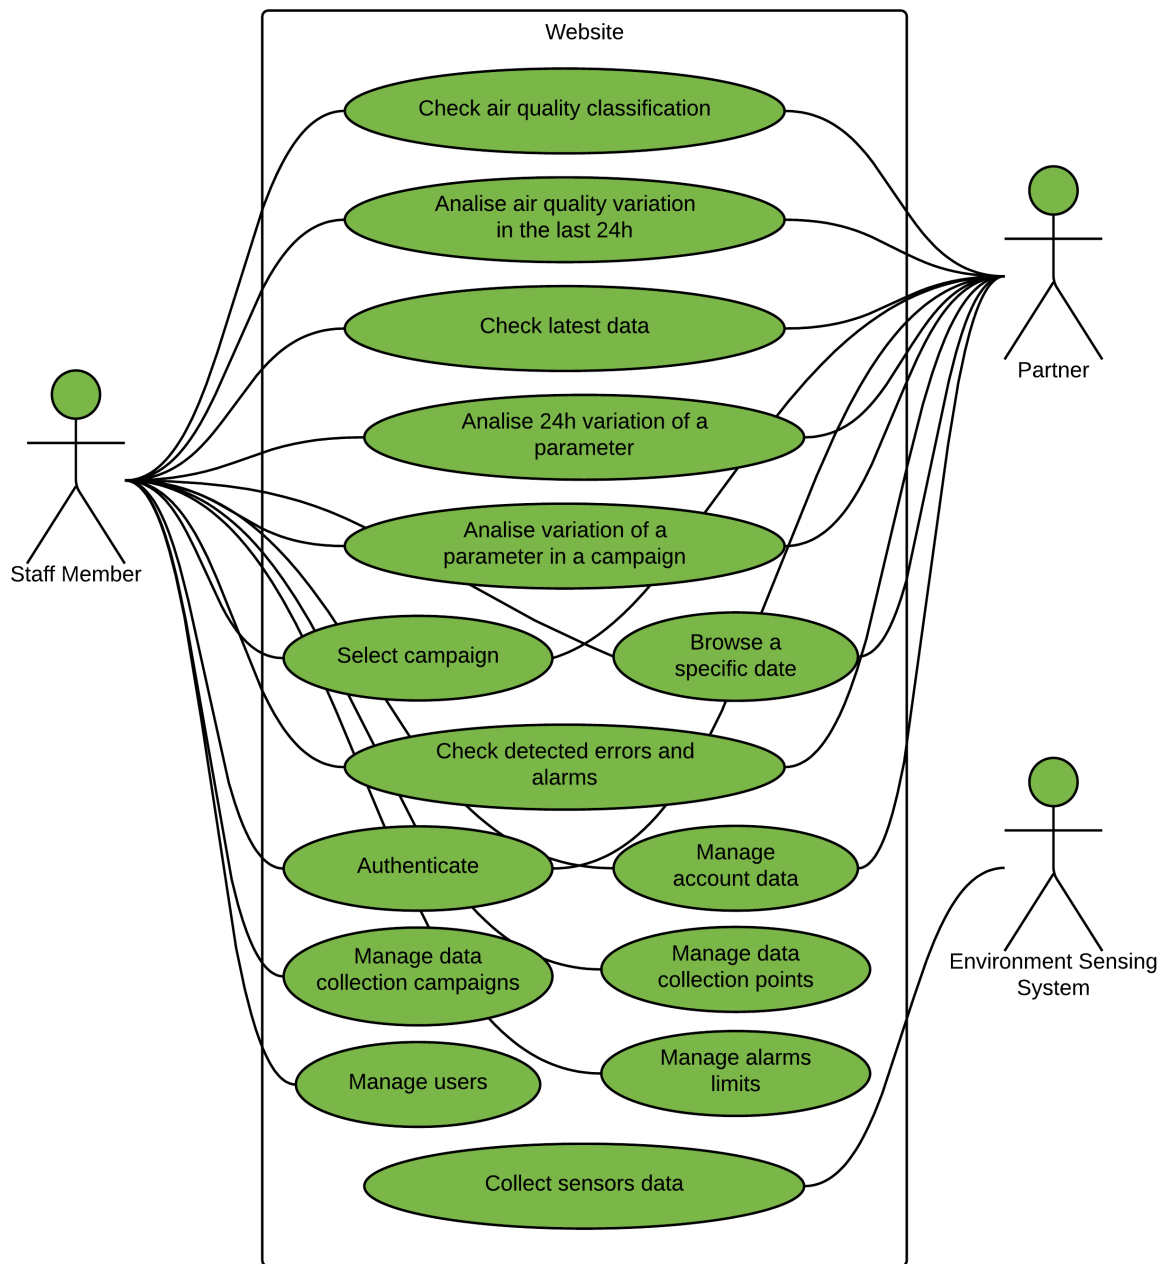 Website
Check air quality classification
Analise air quality variation
in the last 24h
Check latest data
Partner
Analise 24h variation of a
parameter
Analise variation of a
parameter in a campaign
Staff Member
Select campaign
Browse a
specific date
Check detected errors and
alarms
Authenticate
Manage
account data
Manage data
collection campaigns
Manage data
collection points
Environment Sensing
System
Manage users
Manage alarms
limits
Collect sensors data